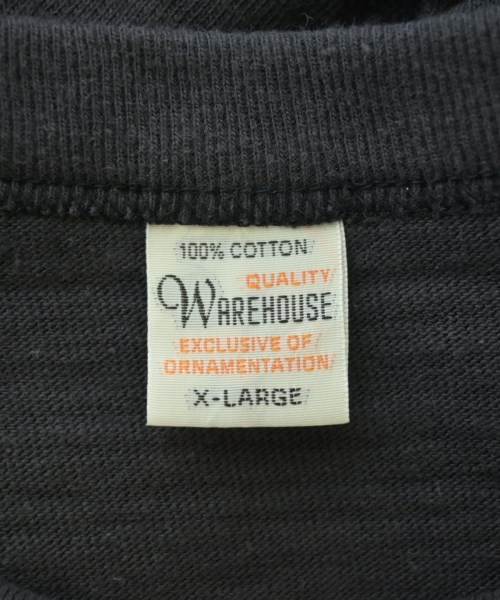 100% COTTON
QUALITY
WAREHOUSE
EXCLUSIVE OF
ORNAMENTATION
X-LARGE